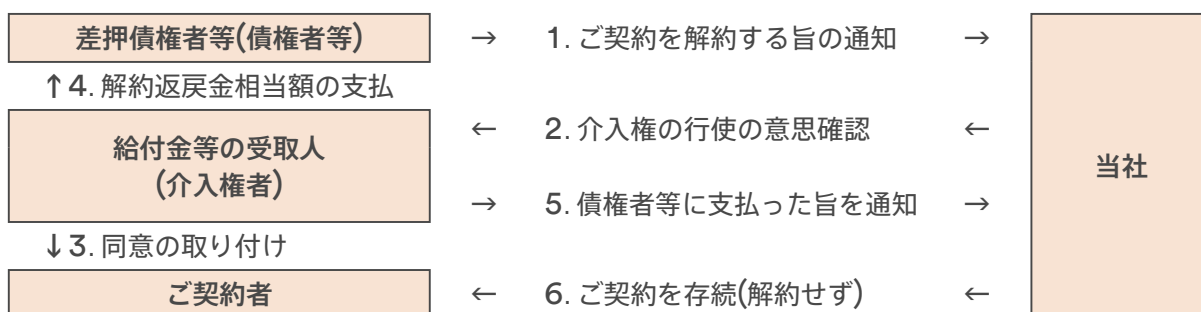 差押債権者等(債権者等) → 1. ご契約を解約する旨の通知 →
↑4. 解約返戻金相当額の支払
給付金等の受取人
(介入権者)
← 2. 介入権の行使の意思確認 ←
当社
→ 5. 債権者等に支払った旨を通知 →
↓3. 同意の取り付け
ご契約者 ← 6. ご契約を存続(解約せず) ←